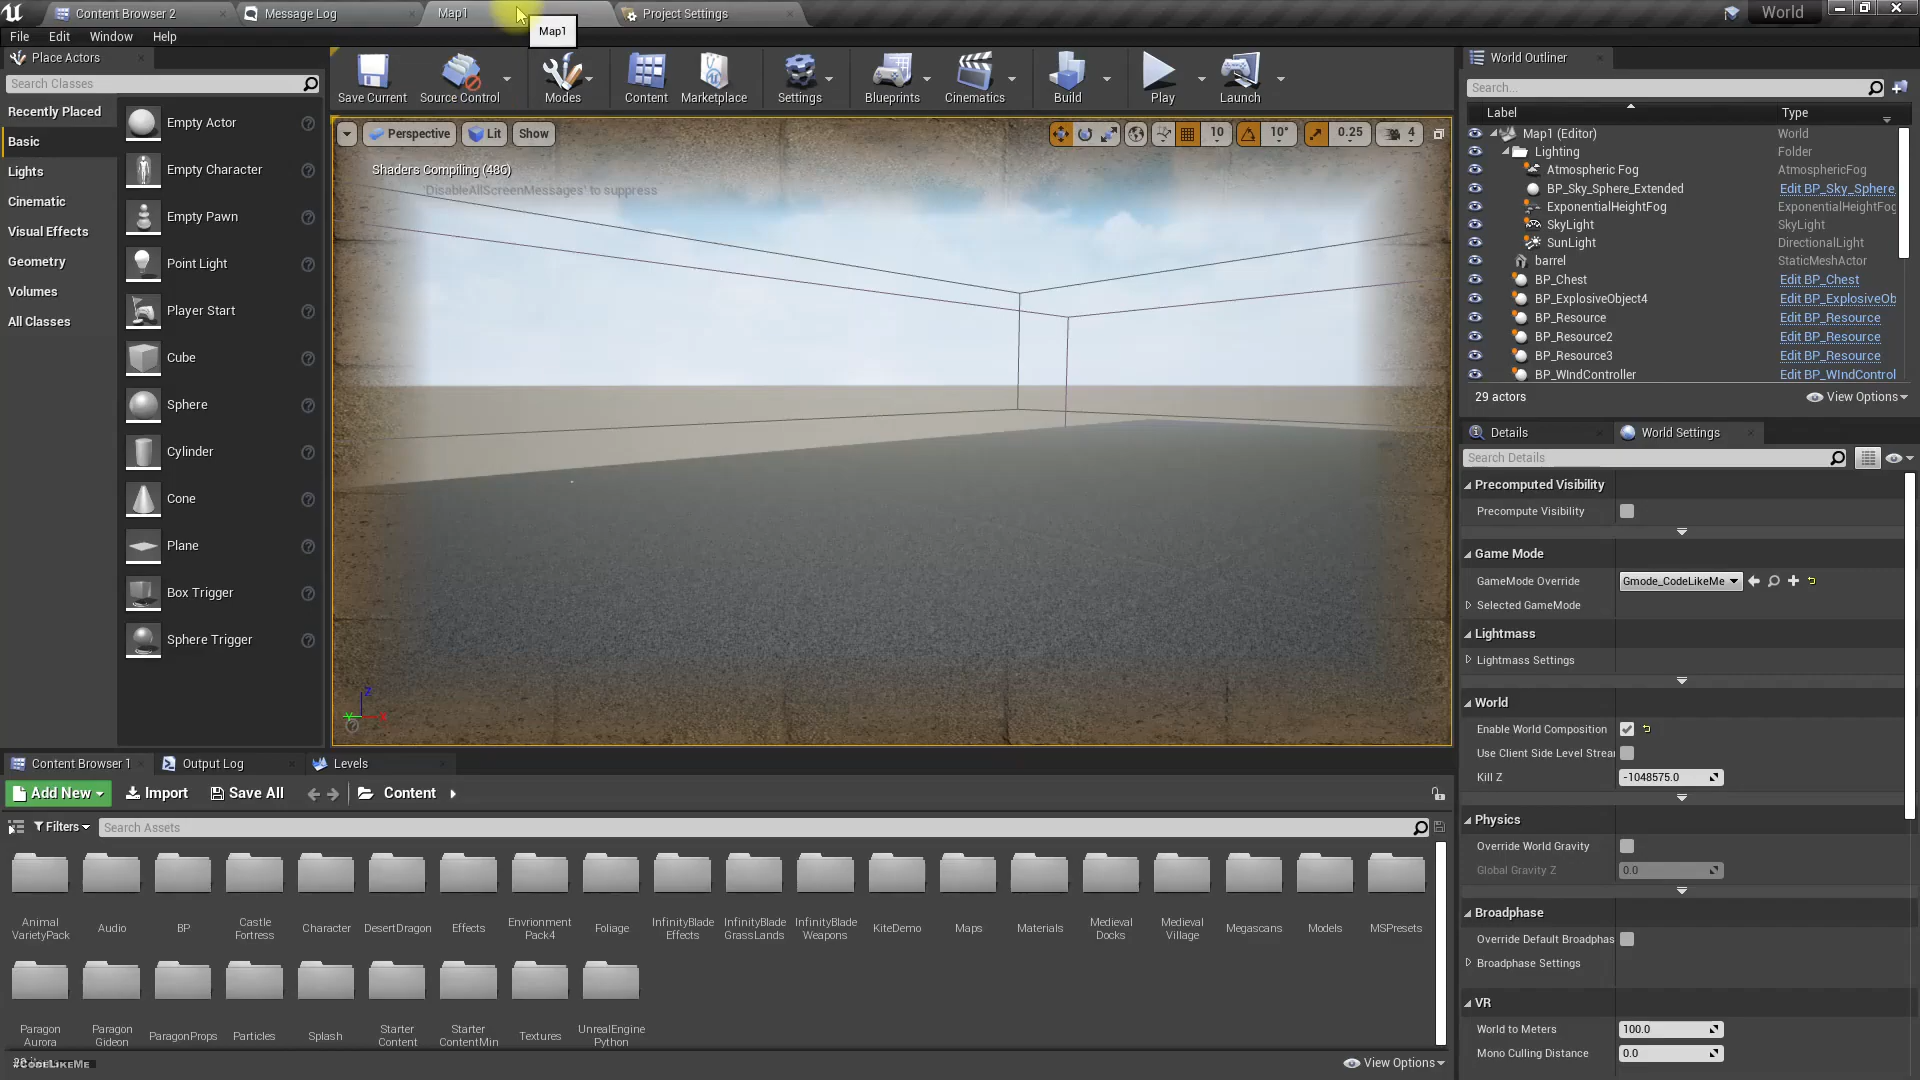 Content Browser 2
Message Log
Map1
Project Settings
World
File
Edit
Window
Help
Map1
Place Actors
Search Classes
Recently Placed
Basic
Lights
Cinematic
Visual Effects
Geometry
Volumes
All Classes
Empty Actor
Empty Character
Empty Pawn
Point Light
Player Start
Cube
Sphere
Cylinder
Cone
Plane
Box Trigger
Sphere Trigger
Save Current
Source Control
Modes
Content
Marketplace
Settings
Blueprints
Cinematics
Build
Play
Launch
Perspective
Lit
Show
10
10°
0.25
4
Shaders Compiling (486)
'DisableAllScreenMessages' to suppress
Z
World Outliner
Search...
Label
Type
Map1 (Editor)
World
Lighting
Folder
Atmospheric Fog
AtmosphericFog
BP_Sky_Sphere_Extended
Edit BP_Sky_Sphere
ExponentialHeightFog
ExponentialHeightFog
SkyLight
SkyLight
SunLight
DirectionalLight
barrel
StaticMeshActor
BP_Chest
Edit BP_Chest
BP_ExplosiveObject4
Edit BP_ExplosiveOb
BP_Resource
Edit BP_Resource
BP_Resource2
Edit BP_Resource
BP_Resource3
Edit BP_Resource
BP_WIndController
Edit BP_WIndControl
29 actors
View Options
Details
World Settings
Search Details
Precomputed Visibility
Precompute Visibility
Game Mode
GameMode Override
Gmode_CodeLikeMe
Selected GameMode
Lightmass
Lightmass Settings
World
Enable World Composition
Use Client Side Level Strear
Kill Z
-1048575.0
Physics
Override World Gravity
Global Gravity Z
0.0
Broadphase
Override Default Broadphas
Broadphase Settings
VR
World to Meters
100.0
Mono Culling Distance
0.0
Content Browser 1
Output Log
Levels
Add New
Import
Save All
Content
Filters
Search Assets
Animal VarietyPack
Audio
BP
Castle Fortress
Character
DesertDragon
Effects
Envrionment Pack4
Foliage
InfinityBlade Effects
InfinityBlade GrassLands
InfinityBlade Weapons
KiteDemo
Maps
Materials
Medieval Docks
Medieval Village
Megascans
Models
MSPresets
Paragon Aurora
Paragon Gideon
ParagonProps
Particles
Splash
Starter Content
Starter ContentMin
Textures
UnrealEngine Python
#CODELIKEME
View Options